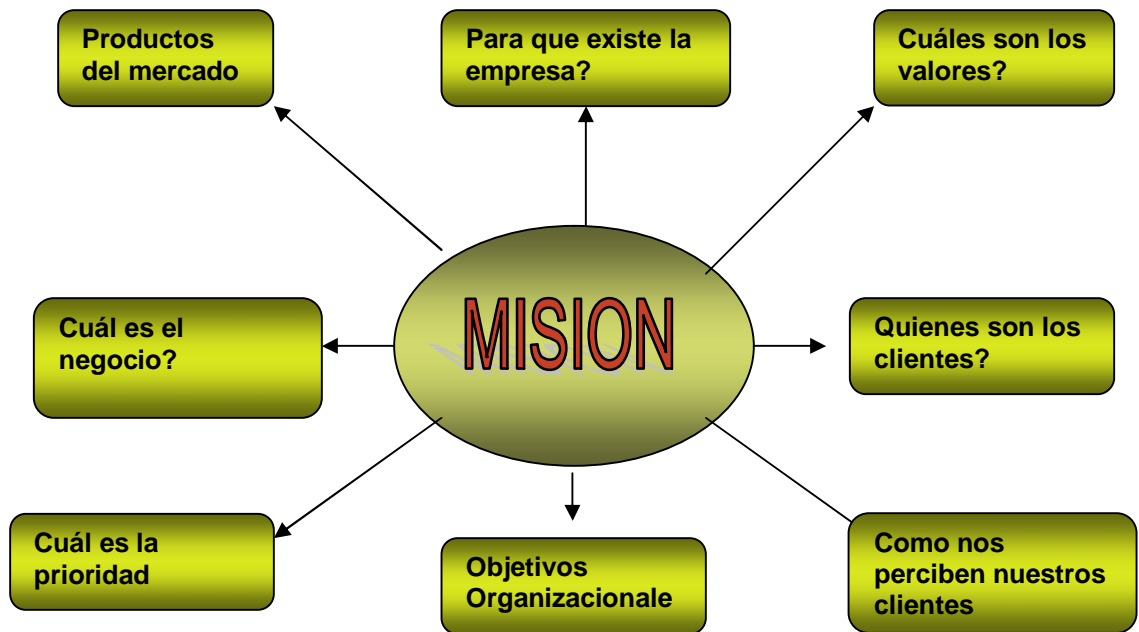 Productos
del mercado
Para que existe la
empresa?
Cuáles son los
valores?
Cuál es el
negocio?
MISION
Quienes son los
clientes?
Cuál es la
prioridad
Objetivos
Organizacionale
Como nos
perciben nuestros
clientes